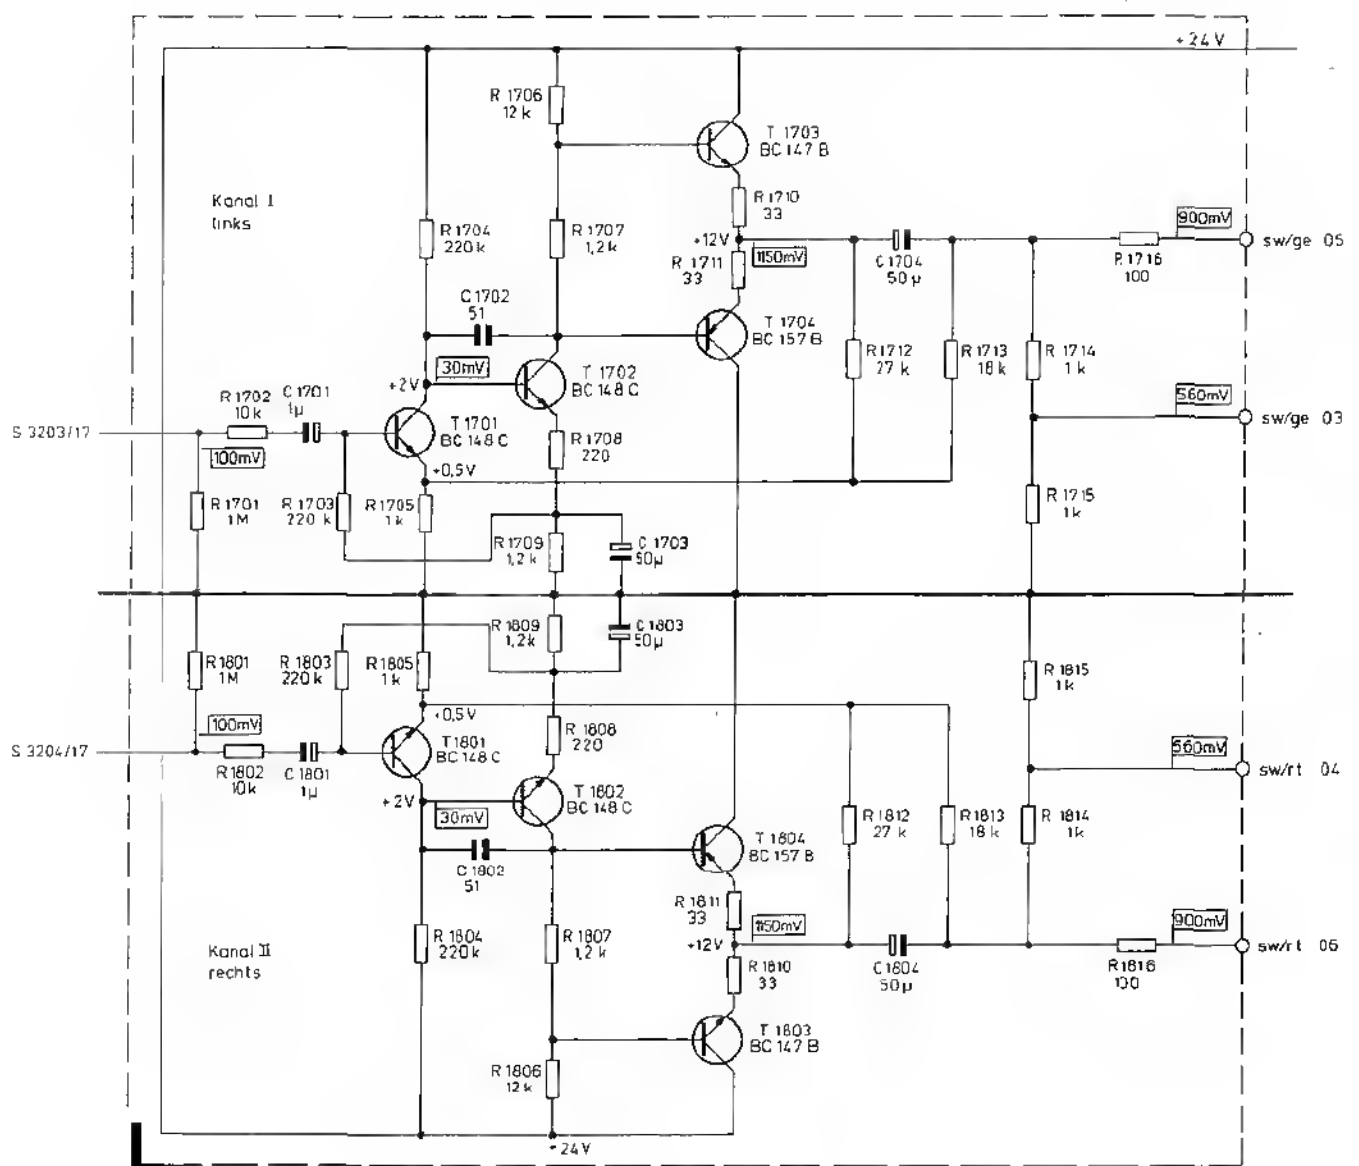 +24V
R 1706
12 k
T 1703
BC 147 B
Kanal I
links
R 1704
220 k
R 1707
1,2 k
R 1710
33
900mV
+12V
1150mV
sw/ge 05
R 1711
33
C 1704
50 µ
R 1716
100
C 1702
51
T 1704
BC 157 B
R 1712
27 k
R 1713
18 k
R 1714
1 k
30mV
T 1702
BC 148 C
+2V
560mV
R 1702
10 k
C 1701
1µ
sw/ge 03
S 3203/17
T 1701
BC 148 C
R 1708
220
100mV
+0,5V
R 1701
1M
R 1703
220 k
R 1705
1 k
R 1715
1 k
R 1709
1,2 k
C 1703
50µ
R 1809
1,2k
C 1803
50µ
R 1801
1M
R 1803
220k
R 1805
1 k
R 1815
1 k
100mV
+0,5V
R 1808
220
S 3204/17
T 1801
BC 148 C
560mV
R 1802
10k
C 1801
1µ
T 1802
BC 148 C
sw/rt 04
+2V
30mV
R 1812
27 k
R 1813
18 k
R 1814
1k
T 1804
BC 157 B
C 1802
51
R 1811
33
1150mV
900mV
Kanal II
rechts
R 1804
220k
R 1807
1,2 k
+12V
sw/rt 06
R 1810
33
C 1804
50 µ
R 1816
100
T 1803
BC 147 B
R 1806
12 k
+24V